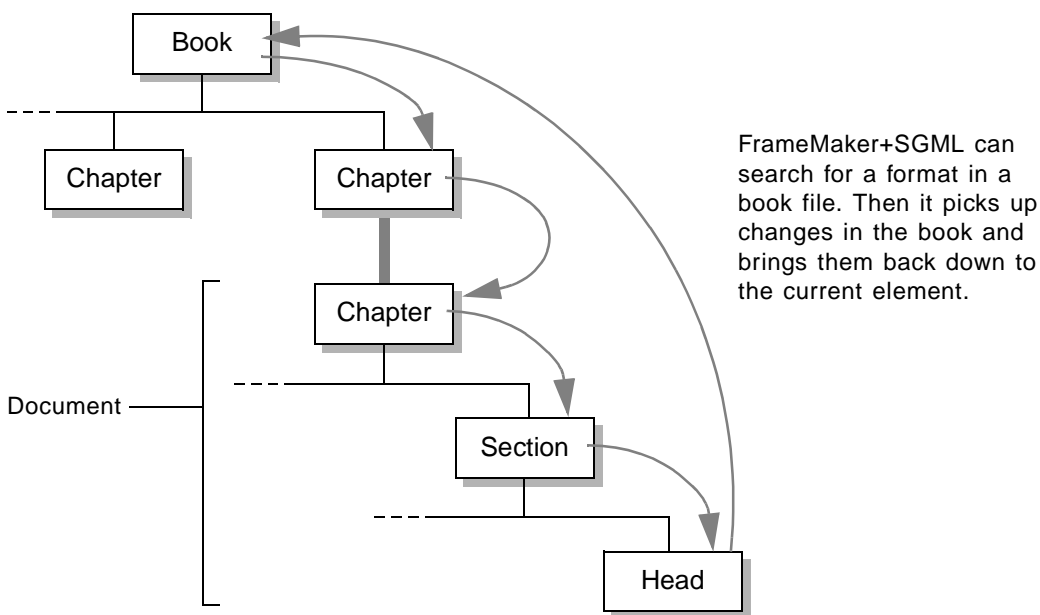 Book
Chapter
Chapter
FrameMaker+SGML can
search for a format in a
book file. Then it picks up
changes in the book and
brings them back down to
the current element.
Chapter
Document
Section
Head